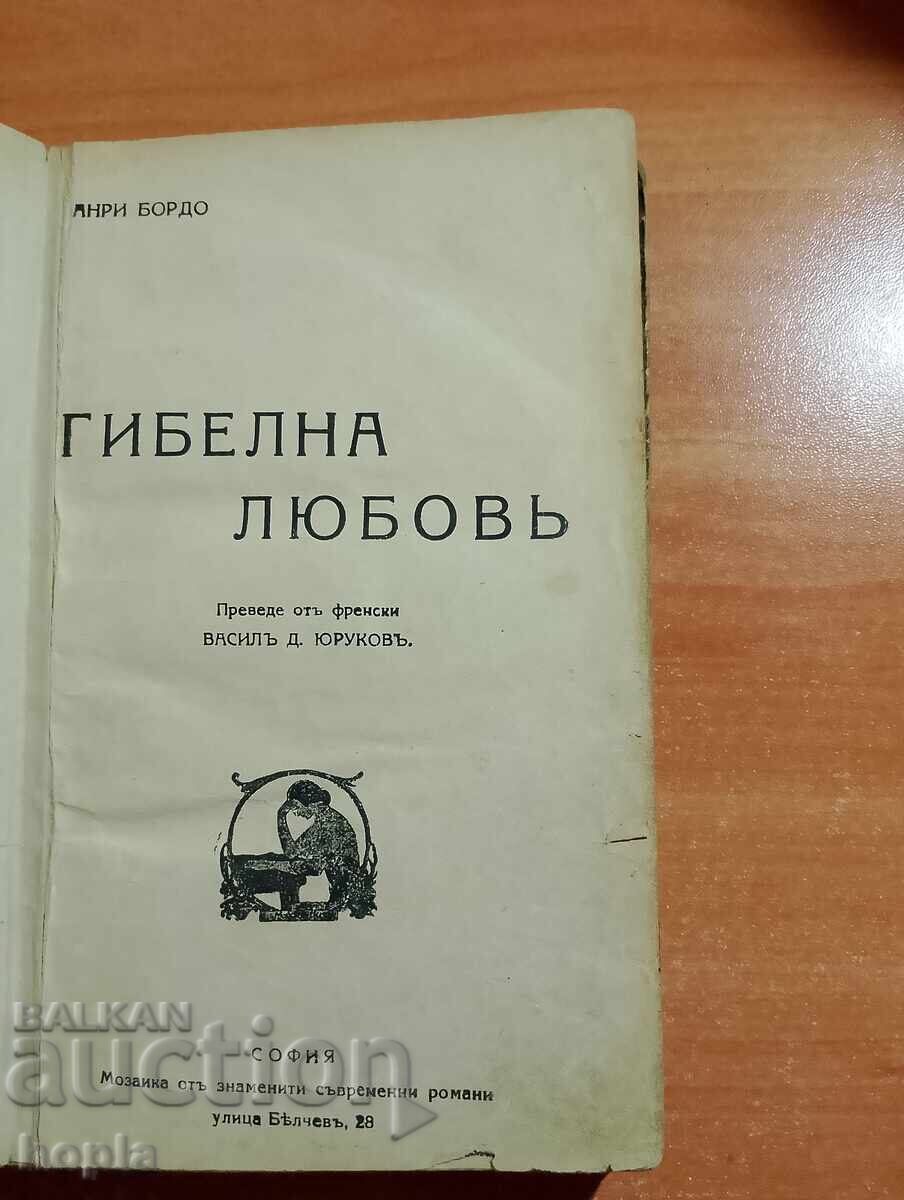 АНРИ БОРДО
ГИБЕЛНА
ЛЮБОВЬ
Преведе отъ френски
ВАСИЛЪ Д. ЮРУКОВЪ.
СОФИЯ
Мозаика отъ знаменити съвременни романи
улица Бѣлчевъ, 28
BALKAN
auction
hopla